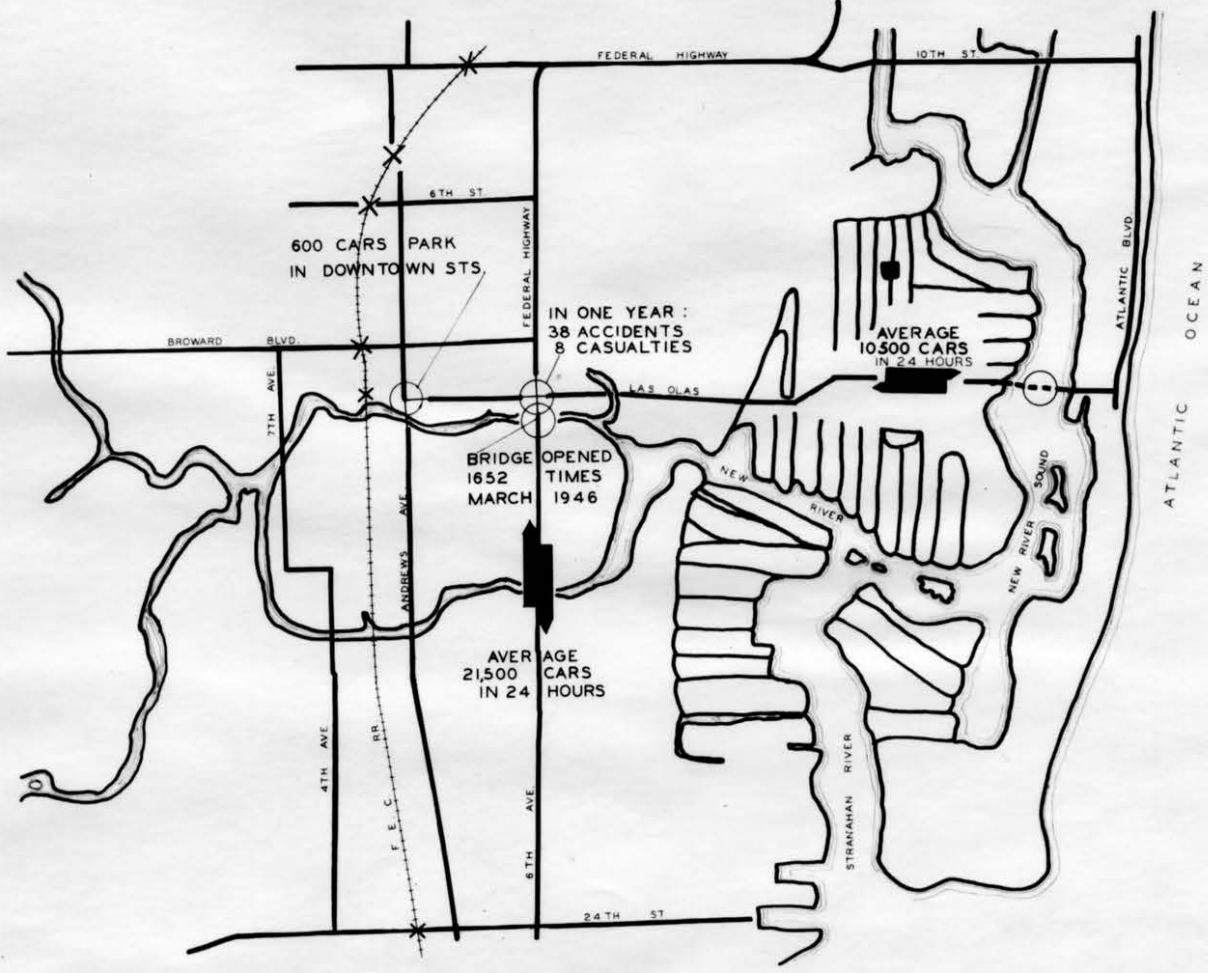 FEDERAL HIGHWAY
10TH ST.
6TH ST
600 CARS PARK
IN DOWNTOWN STS.
FEDERAL HIGHWAY
IN ONE YEAR :
38 ACCIDENTS
8 CASUALTIES
BROWARD BLVD.
7TH AVE.
LAS OLAS
AVERAGE
10500 CARS
IN 24 HOURS
ATLANTIC BLVD
ATLANTIC OCEAN
BRIDGE OPENED
1652 TIMES
MARCH 1946
NEW RIVER
NEW RIVER SOUND
ANDREWS AVE
AVERAGE
21,500 CARS
IN 24 HOURS
4TH AVE
F. E. C. RR.
6TH AVE.
STRANAHAN RIVER
24TH ST